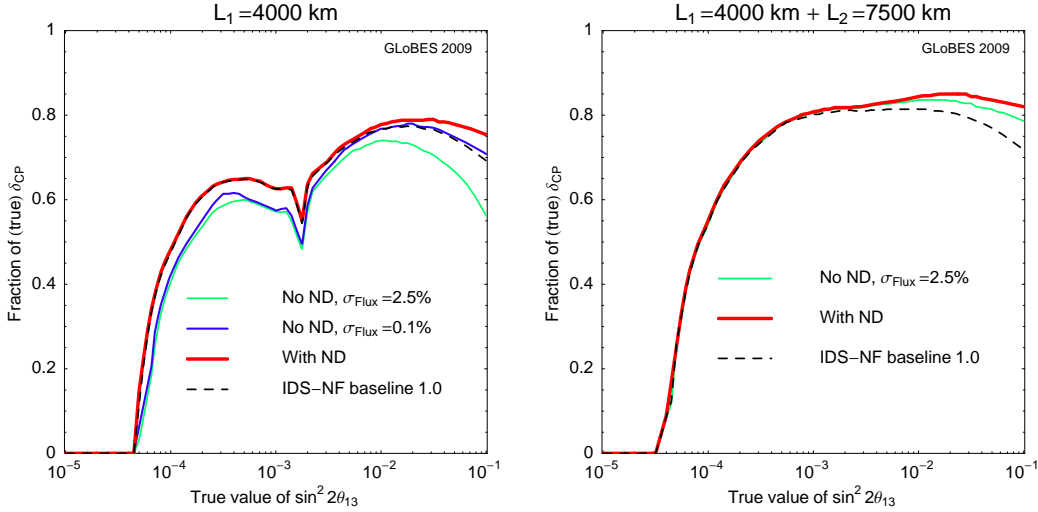 L₁=4000 km
GLoBES 2009
Fraction of (true) δCP
1
0.8
0.6
0.4
0.2
0
No ND, σFlux=2.5%
No ND, σFlux=0.1%
With ND
IDS−NF baseline 1.0
10⁻⁵
10⁻⁴
10⁻³
10⁻²
10⁻¹
True value of sin² 2θ₁₃
L₁=4000 km + L₂=7500 km
GLoBES 2009
Fraction of (true) δCP
1
0.8
0.6
0.4
0.2
0
No ND, σFlux=2.5%
With ND
IDS−NF baseline 1.0
10⁻⁵
10⁻⁴
10⁻³
10⁻²
10⁻¹
True value of sin² 2θ₁₃